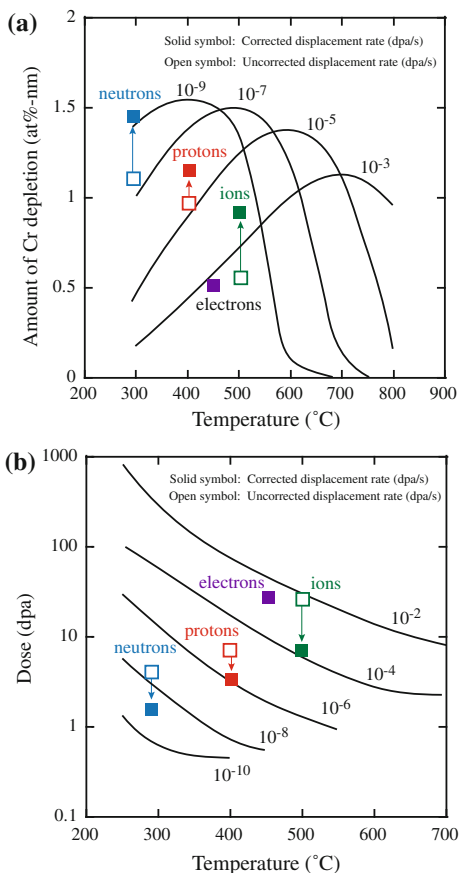 (a)
Solid symbol: Corrected displacement rate (dpa/s)
Open symbol: Uncorrected displacement rate (dpa/s)
Amount of Cr depletion (at%-nm)
2
1.5
1
0.5
0
neutrons
10-9
10-7
10-5
10-3
protons
ions
electrons
200 300 400 500 600 700 800 900
Temperature (˚C)
(b)
Solid symbol: Corrected displacement rate (dpa/s)
Open symbol: Uncorrected displacement rate (dpa/s)
Dose (dpa)
1000
100
10
1
0.1
electrons
ions
neutrons
protons
10-2
10-4
10-6
10-8
10-10
200 300 400 500 600 700
Temperature (˚C)